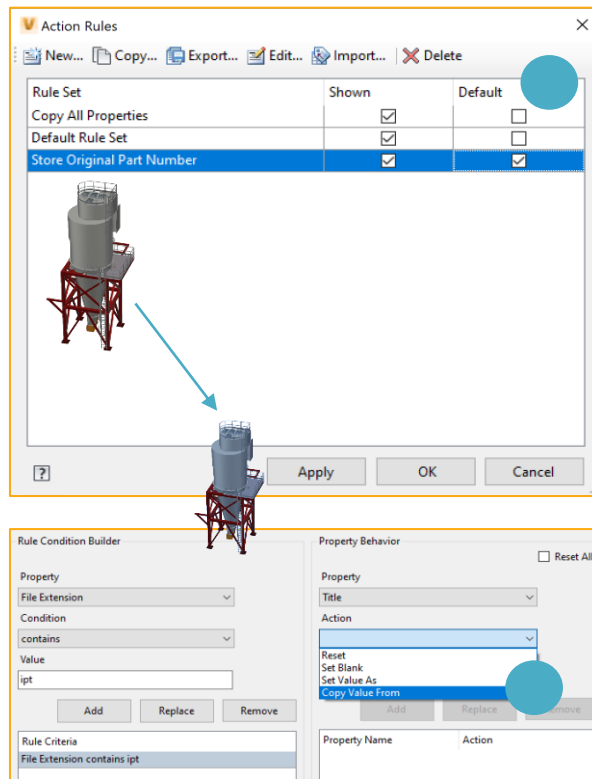 Action Rules
New... Copy... Export... Edit... Import... Delete
Rule Set Shown Default
Copy All Properties
Default Rule Set
Store Original Part Number
? Apply OK Cancel
Rule Condition Builder
Property
File Extension
Condition
contains
Value
ipt
Add Replace Remove
Rule Criteria
File Extension contains ipt
Property Behavior
Reset All
Property
Title
Action
Reset
Set Blank
Set Value As
Copy Value From
Add Replace
Property Name Action